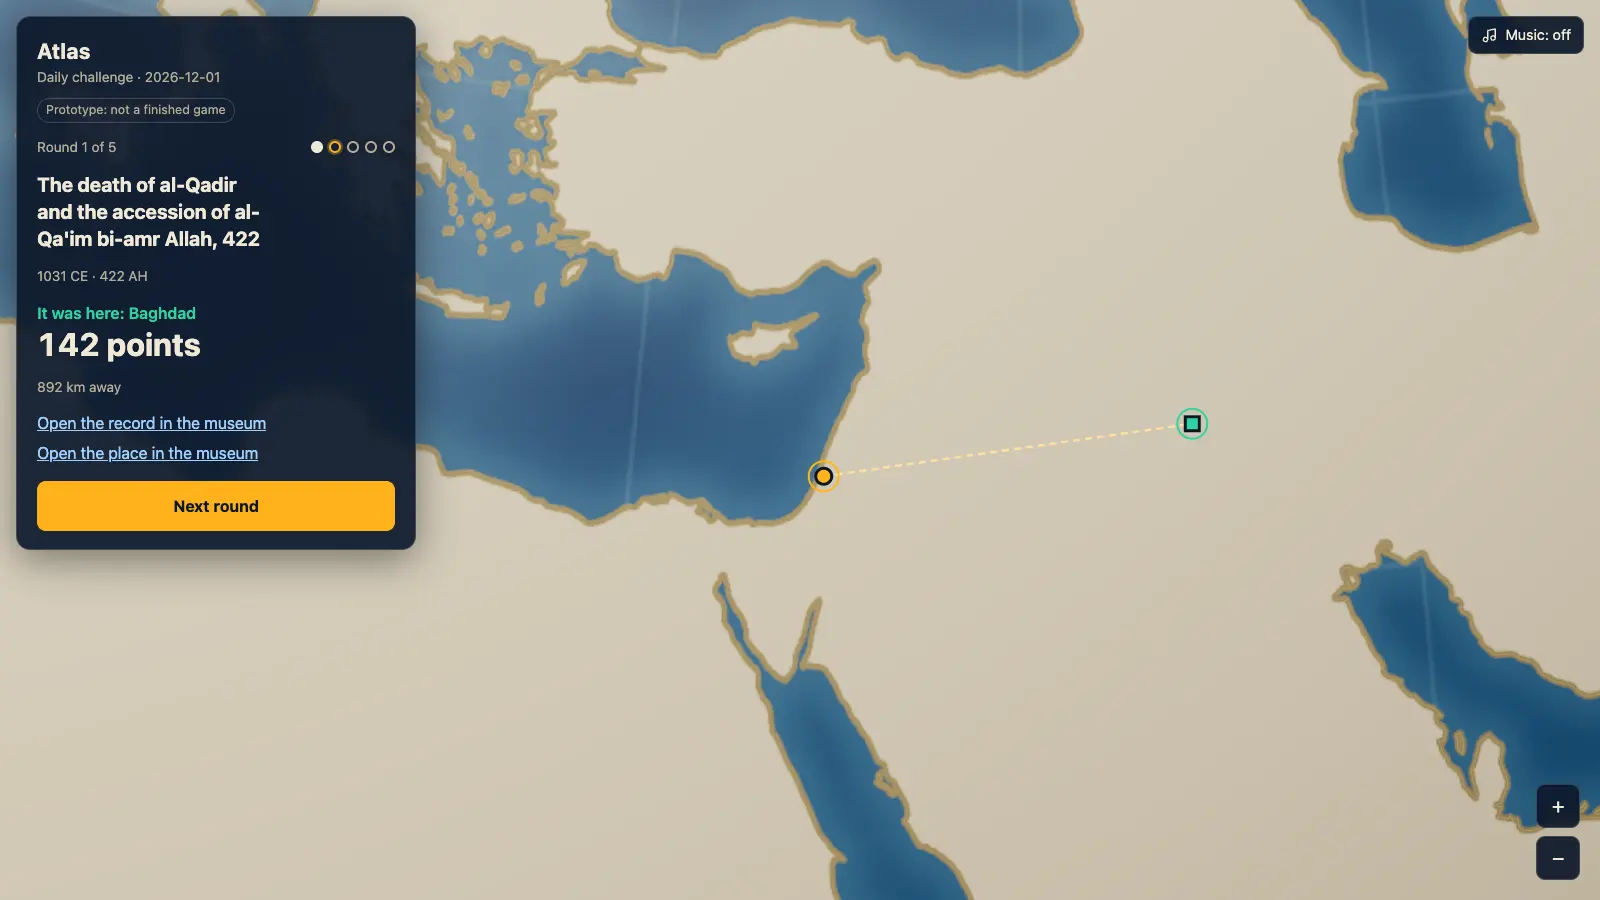 Atlas
Daily challenge · 2026-12-01
Prototype: not a finished game
Round 1 of 5
The death of al-Qadir
and the accession of al-
Qa'im bi-amr Allah, 422
1031 CE · 422 AH
It was here: Baghdad
142 points
892 km away
Open the record in the museum
Open the place in the museum
Next round
Music: off
+
−